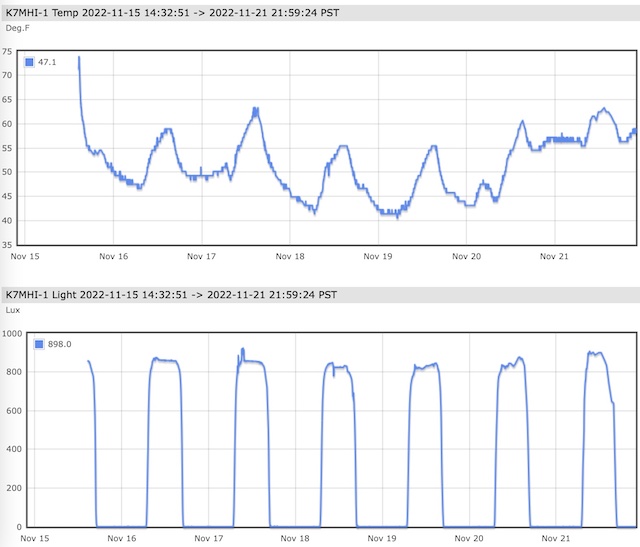 K7MHI-1 Temp 2022-11-15 14:32:51 -> 2022-11-21 21:59:24 PST
Deg.F
75
47.1
70
65
60
55
50
45
40
35
Nov 15 Nov 16 Nov 17 Nov 18 Nov 19 Nov 20 Nov 21
K7MHI-1 Light 2022-11-15 14:32:51 -> 2022-11-21 21:59:24 PST
Lux
1000
898.0
800
600
400
200
0
Nov 15 Nov 16 Nov 17 Nov 18 Nov 19 Nov 20 Nov 21